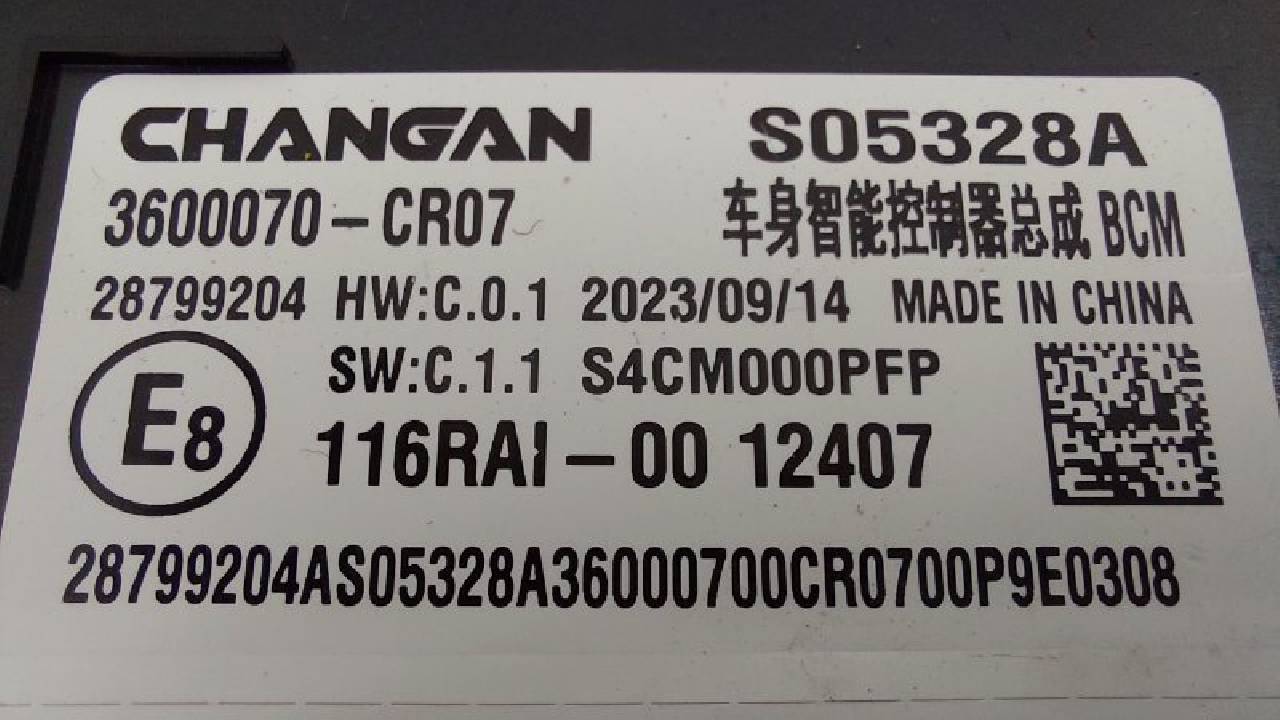 CHANGAN S05328A
3600070-CR07 车身智能控制器总成 BCM
28799204 HW:C.0.1 2023/09/14 MADE IN CHINA
SW:C.1.1 S4CM000PFP
E8
116RAI-00 12407
28799204AS05328A36000700CR0700P9E0308